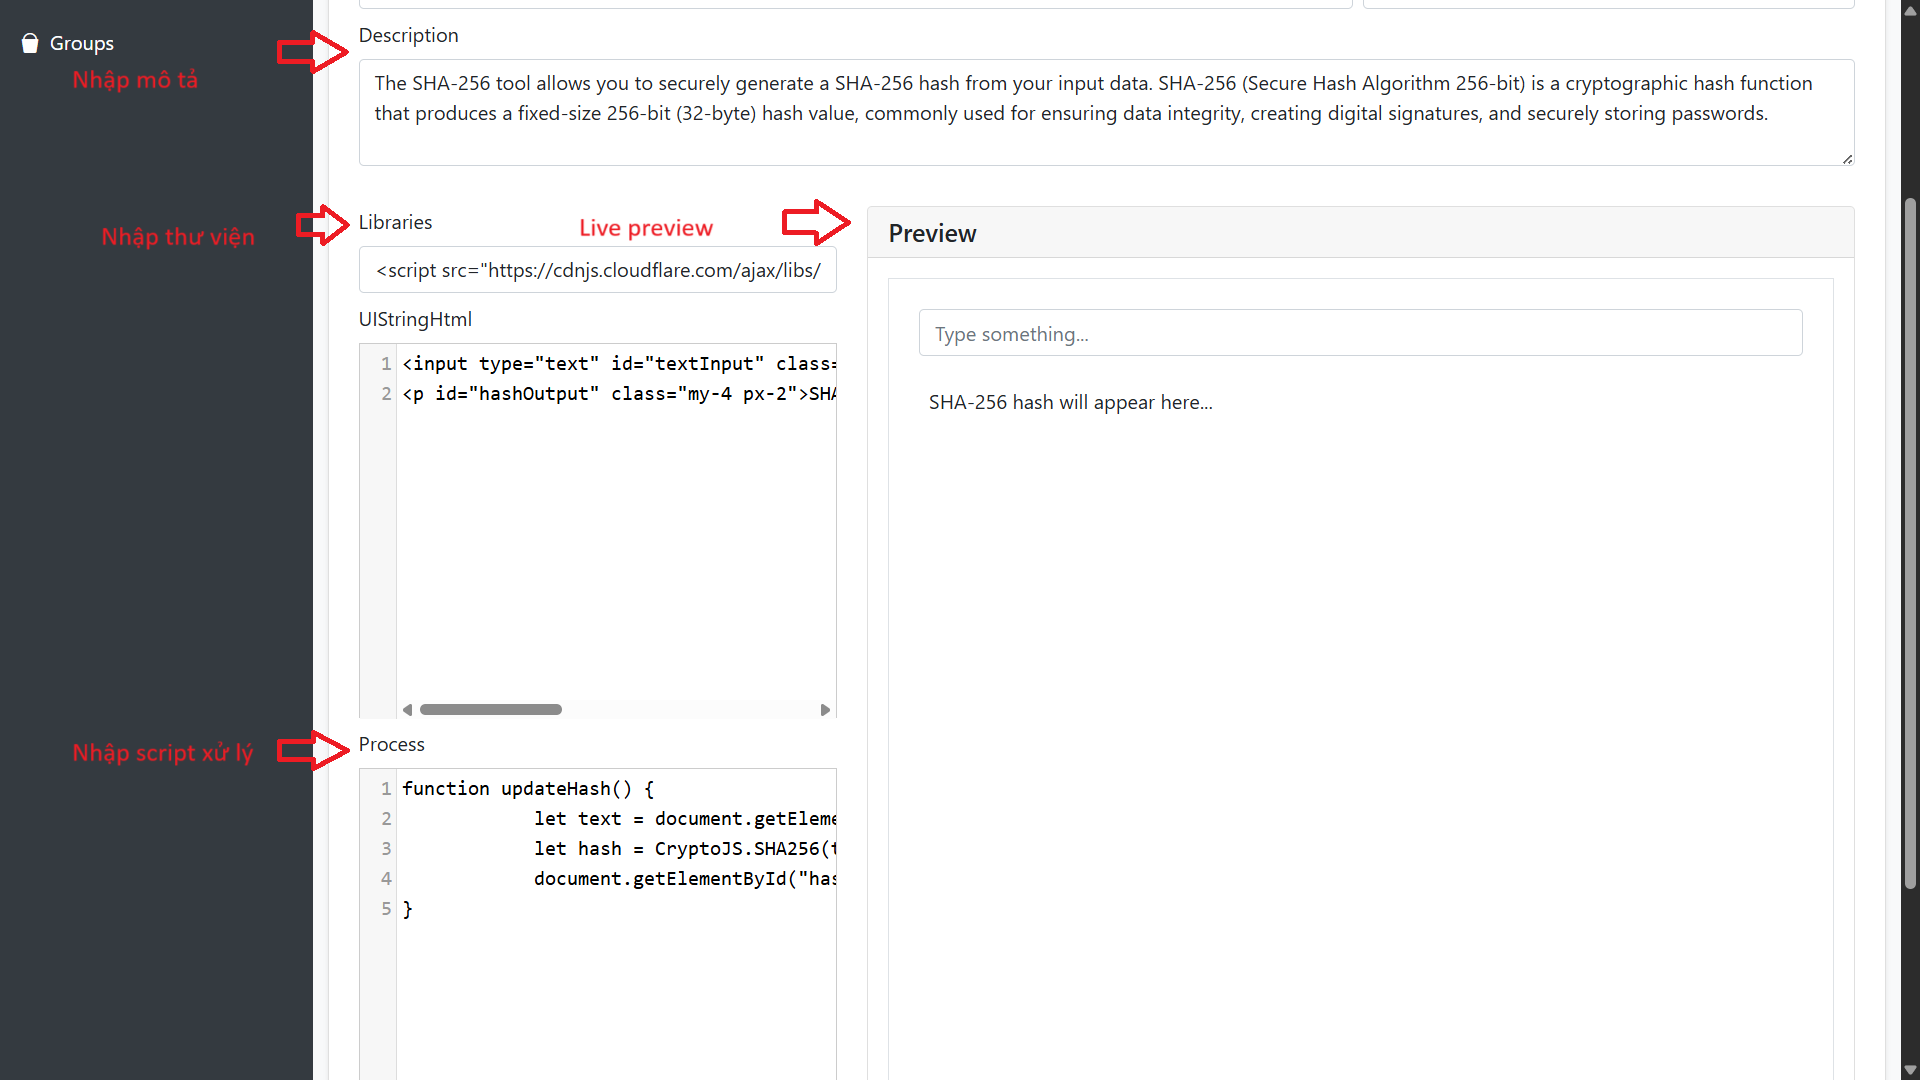 Groups
Nhập mô tả
Description
The SHA-256 tool allows you to securely generate a SHA-256 hash from your input data. SHA-256 (Secure Hash Algorithm 256-bit) is a cryptographic hash function
that produces a fixed-size 256-bit (32-byte) hash value, commonly used for ensuring data integrity, creating digital signatures, and securely storing passwords.
Nhập thư viện
Libraries
Live preview
<script src="https://cdnjs.cloudflare.com/ajax/libs/
UIStringHtml
1 <input type="text" id="textInput" class=
2 <p id="hashOutput" class="my-4 px-2">SHA
Preview
Type something...
SHA-256 hash will appear here...
Nhập script xử lý
Process
1 function updateHash() {
2 let text = document.getEleme
3 let hash = CryptoJS.SHA256(t
4 document.getElementById("has
5 }